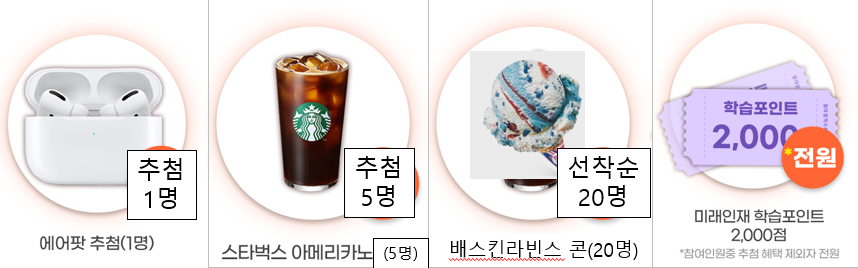 추첨
1명
에어팟 추첨(1명)
추첨
5명
스타벅스 아메리카노 (5명)
선착순
20명
배스킨라빈스 콘(20명)
학습포인트
2,000
*전원
미래인재 학습포인트
2,000점
*참여인원중 추첨 혜택 제외자 전원